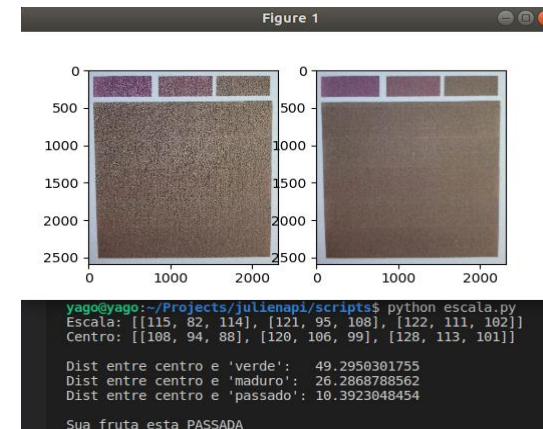 Figure 1
0
500
1000
1500
2000
2500
0
1000
2000
0
500
1000
1500
2000
2500
0
1000
2000
yago@yago:~/Projects/julienapi/scripts$ python escala.py
Escala: [[115, 82, 114], [121, 95, 108], [122, 111, 102]]
Centro: [[108, 94, 88], [120, 106, 99], [128, 113, 101]]
Dist entre centro e 'verde': 49.2950301755
Dist entre centro e 'maduro': 26.2868788562
Dist entre centro e 'passado': 10.3923048454
Sua fruta esta PASSADA